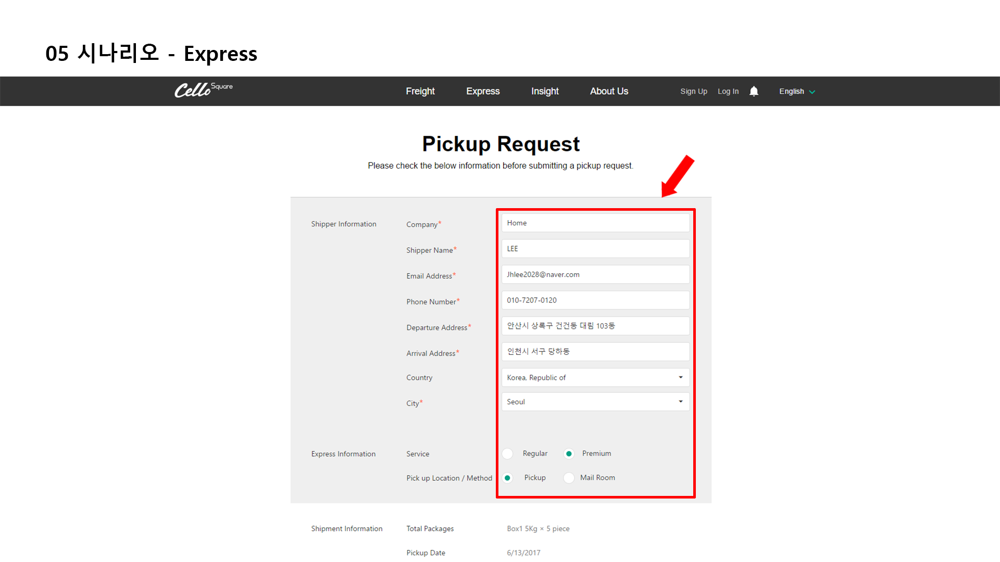 05 시나리오 - Express
Cello Square
Freight Express Insight About Us Sign Up Log In English
Pickup Request
Please check the below information before submitting a pickup request.
Shipper Information Company* Home
Shipper Name* LEE
Email Address* Jhlee2028@naver.com
Phone Number* 010-7207-0120
Departure Address* 안산시 상록구 건건동 대림 103동
Arrival Address* 인천시 서구 당하동
Country Korea, Republic of
City* Seoul
Express Information Service Regular Premium
Pick up Location / Method Pickup Mail Room
Shipment Information Total Packages Box1 5Kg × 5 piece
Pickup Date 6/13/2017